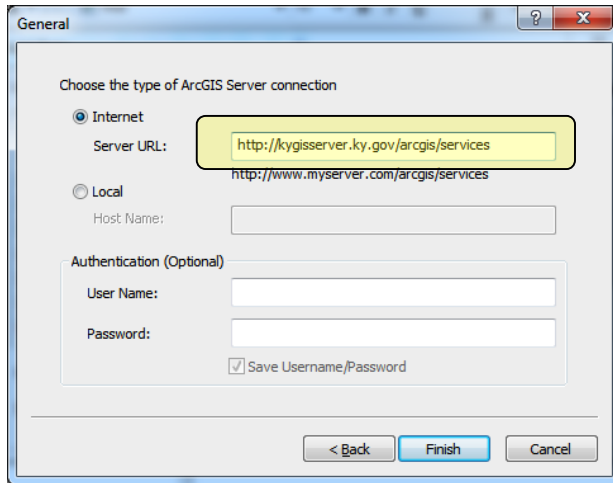 General
Choose the type of ArcGIS Server connection
Internet
Server URL: http://kygisserver.ky.gov/arcgis/services
http://www.myserver.com/arcgis/services
Local
Host Name:
Authentication (Optional)
User Name:
Password:
Save Username/Password
< Back Finish Cancel